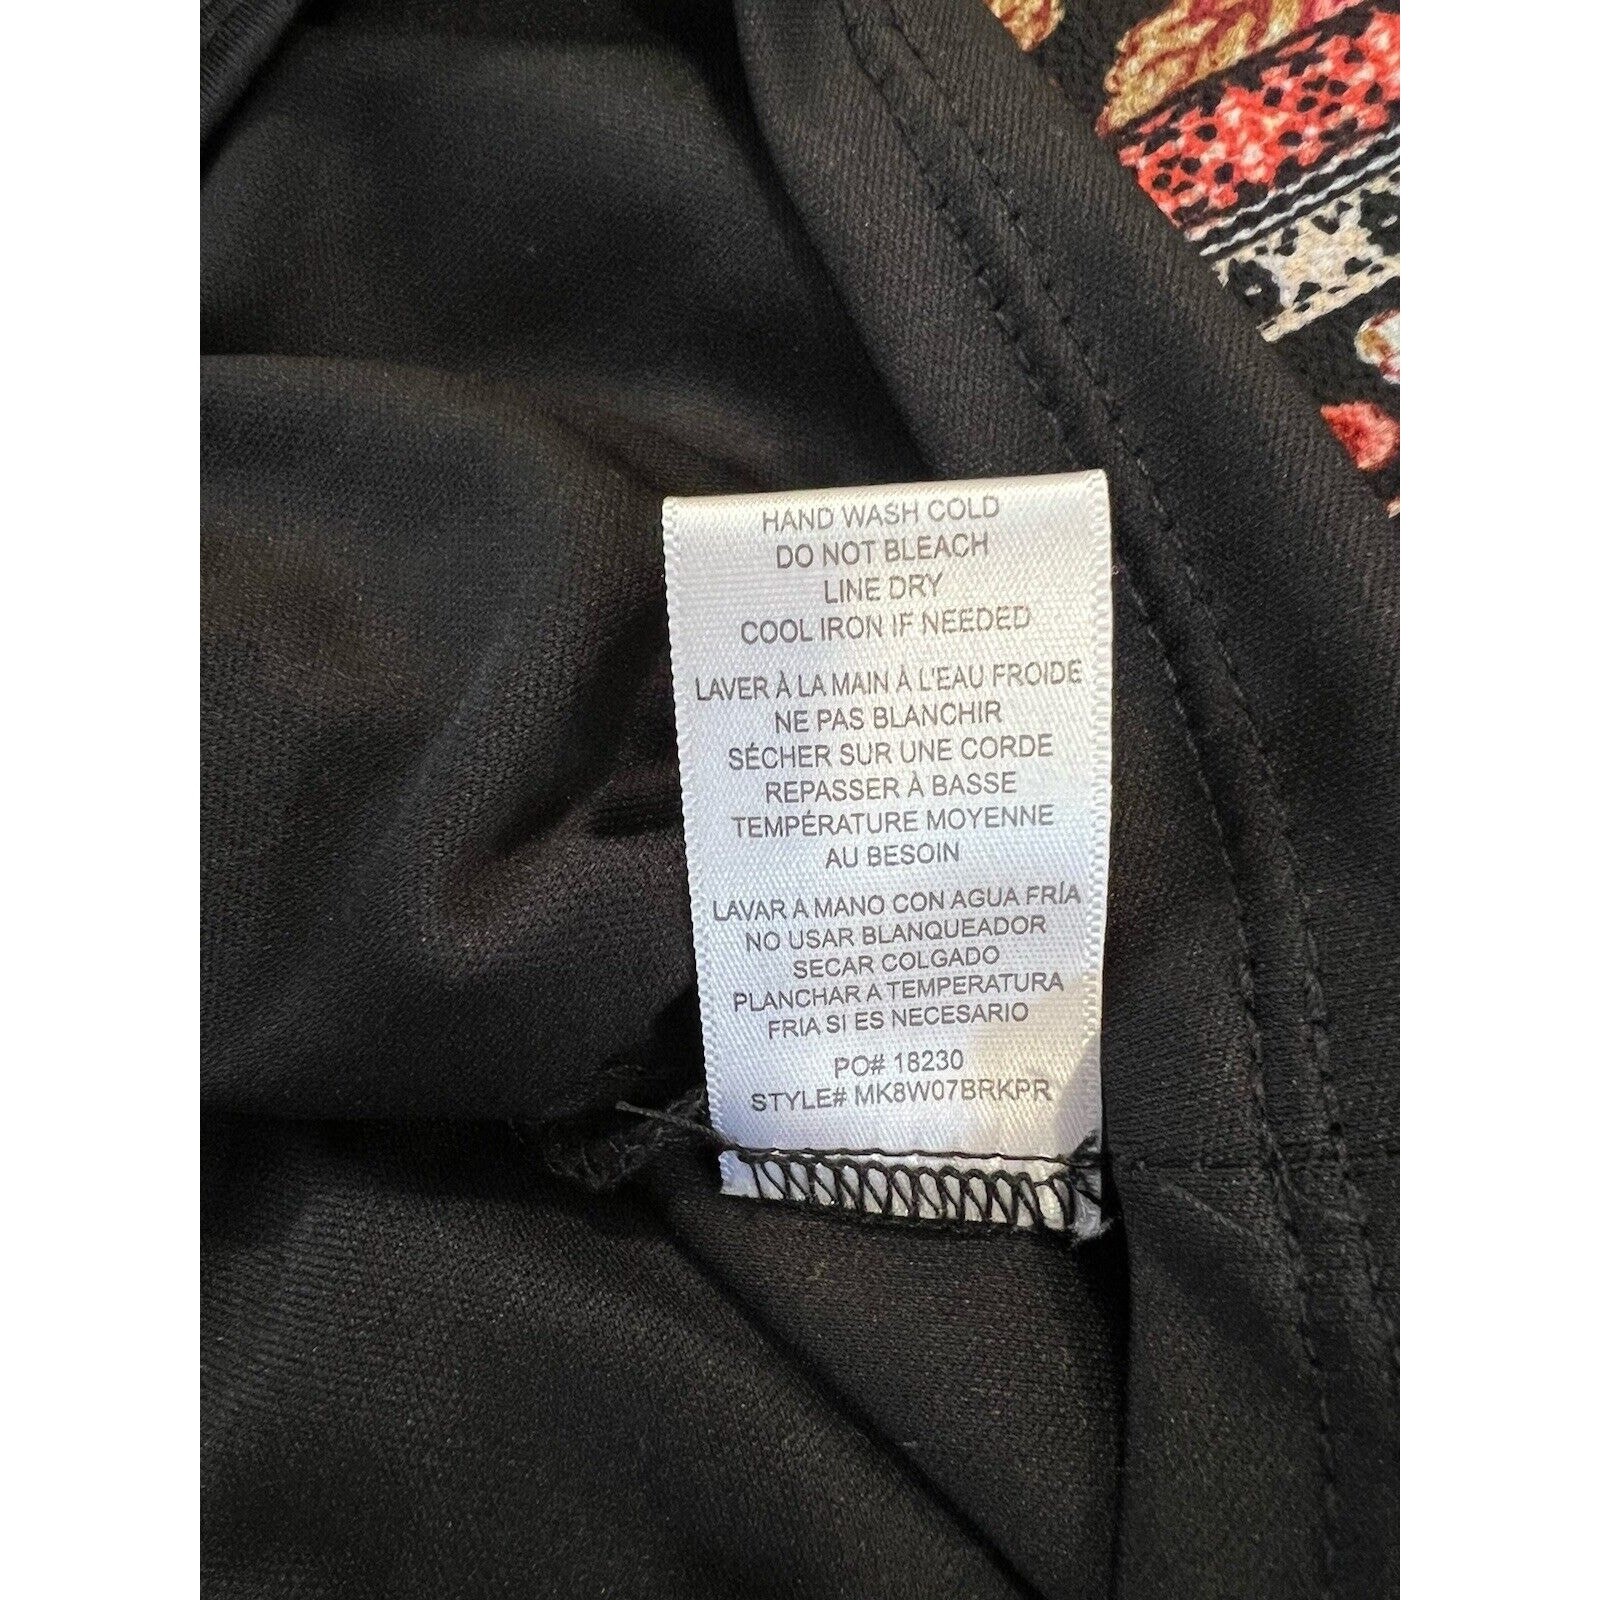 HAND WASH COLD
DO NOT BLEACH
LINE DRY
COOL IRON IF NEEDED
LAVER À LA MAIN À L'EAU FROIDE
NE PAS BLANCHIR
SÉCHER SUR UNE CORDE
REPASSER À BASSE
TEMPÉRATURE MOYENNE
AU BESOIN
LAVAR A MANO CON AGUA FRÍA
NO USAR BLANQUEADOR
SECAR COLGADO
PLANCHAR A TEMPERATURA
FRIA SI ES NECESARIO
PO# 18230
STYLE# MK8W07BRKPR